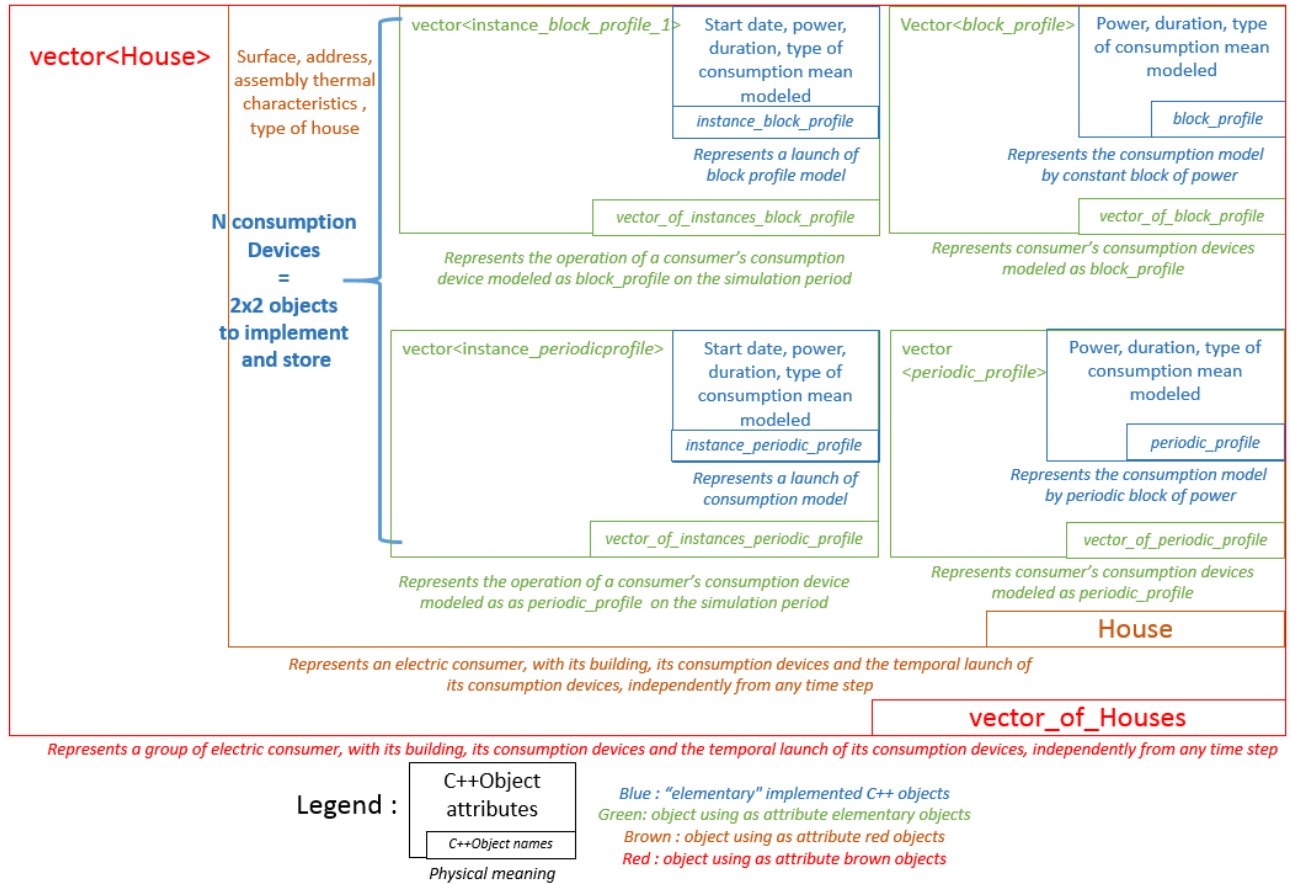 vector<House>
Surface, address,
assembly thermal
characteristics ,
type of house
N consumption
Devices
=
2x2 objects
to implement
and store
vector<instance_block_profile_1>
Start date, power,
duration, type of
consumption mean
modeled
instance_block_profile
Represents a launch of
block profile model
vector_of_instances_block_profile
Represents the operation of a consumer's consumption
device modeled as block_profile on the simulation period
Vector<block_profile>
Power, duration, type
of consumption mean
modeled
block_profile
Represents the consumption model
by constant block of power
vector_of_block_profile
Represents consumer's consumption devices
modeled as block_profile
vector<instance_periodicprofile>
Start date, power,
duration, type of
consumption mean
modeled
instance_periodic_profile
Represents a launch of
consumption model
vector_of_instances_periodic_profile
Represents the operation of a consumer's consumption device
modeled as as periodic_profile on the simulation period
vector
<periodic_profile>
Power, duration, type of
consumption mean
modeled
periodic_profile
Represents the consumption model
by periodic block of power
vector_of_periodic_profile
Represents consumer's consumption devices
modeled as periodic_profile
House
Represents an electric consumer, with its building, its consumption devices and the temporal launch of
its consumption devices, independently from any time step
vector_of_Houses
Represents a group of electric consumer, with its building, its consumption devices and the temporal launch of its consumption devices, independently from any time step
Legend :
C++Object
attributes
C++Object names
Physical meaning
Blue : “elementary" implemented C++ objects
Green: object using as attribute elementary objects
Brown : object using as attribute red objects
Red : object using as attribute brown objects